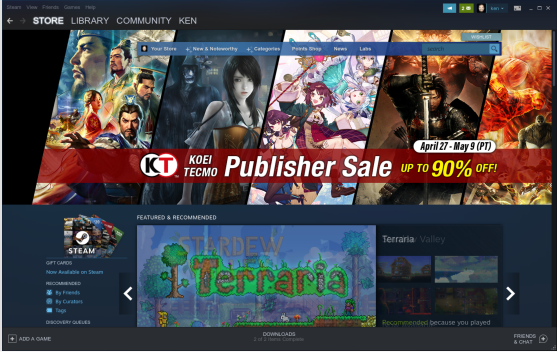 Steam View Friends Games Help
2
ken
STORE LIBRARY COMMUNITY KEN
WISHLIST
Your Store New & Noteworthy Categories Points Shop News Labs
search
April 27 - May 9 (PT)
KT KOEI TECMO Publisher Sale UP TO 90% OFF!
FEATURED & RECOMMENDED
STEAM
GIFT CARDS
Now Available on Steam
RECOMMENDED
By Friends
By Curators
Tags
DISCOVERY QUEUES
STARDEW
Terraria
Terraria Valley
Recommended because you played
ADD A GAME
DOWNLOADS
2 of 2 Items Complete
FRIENDS & CHAT